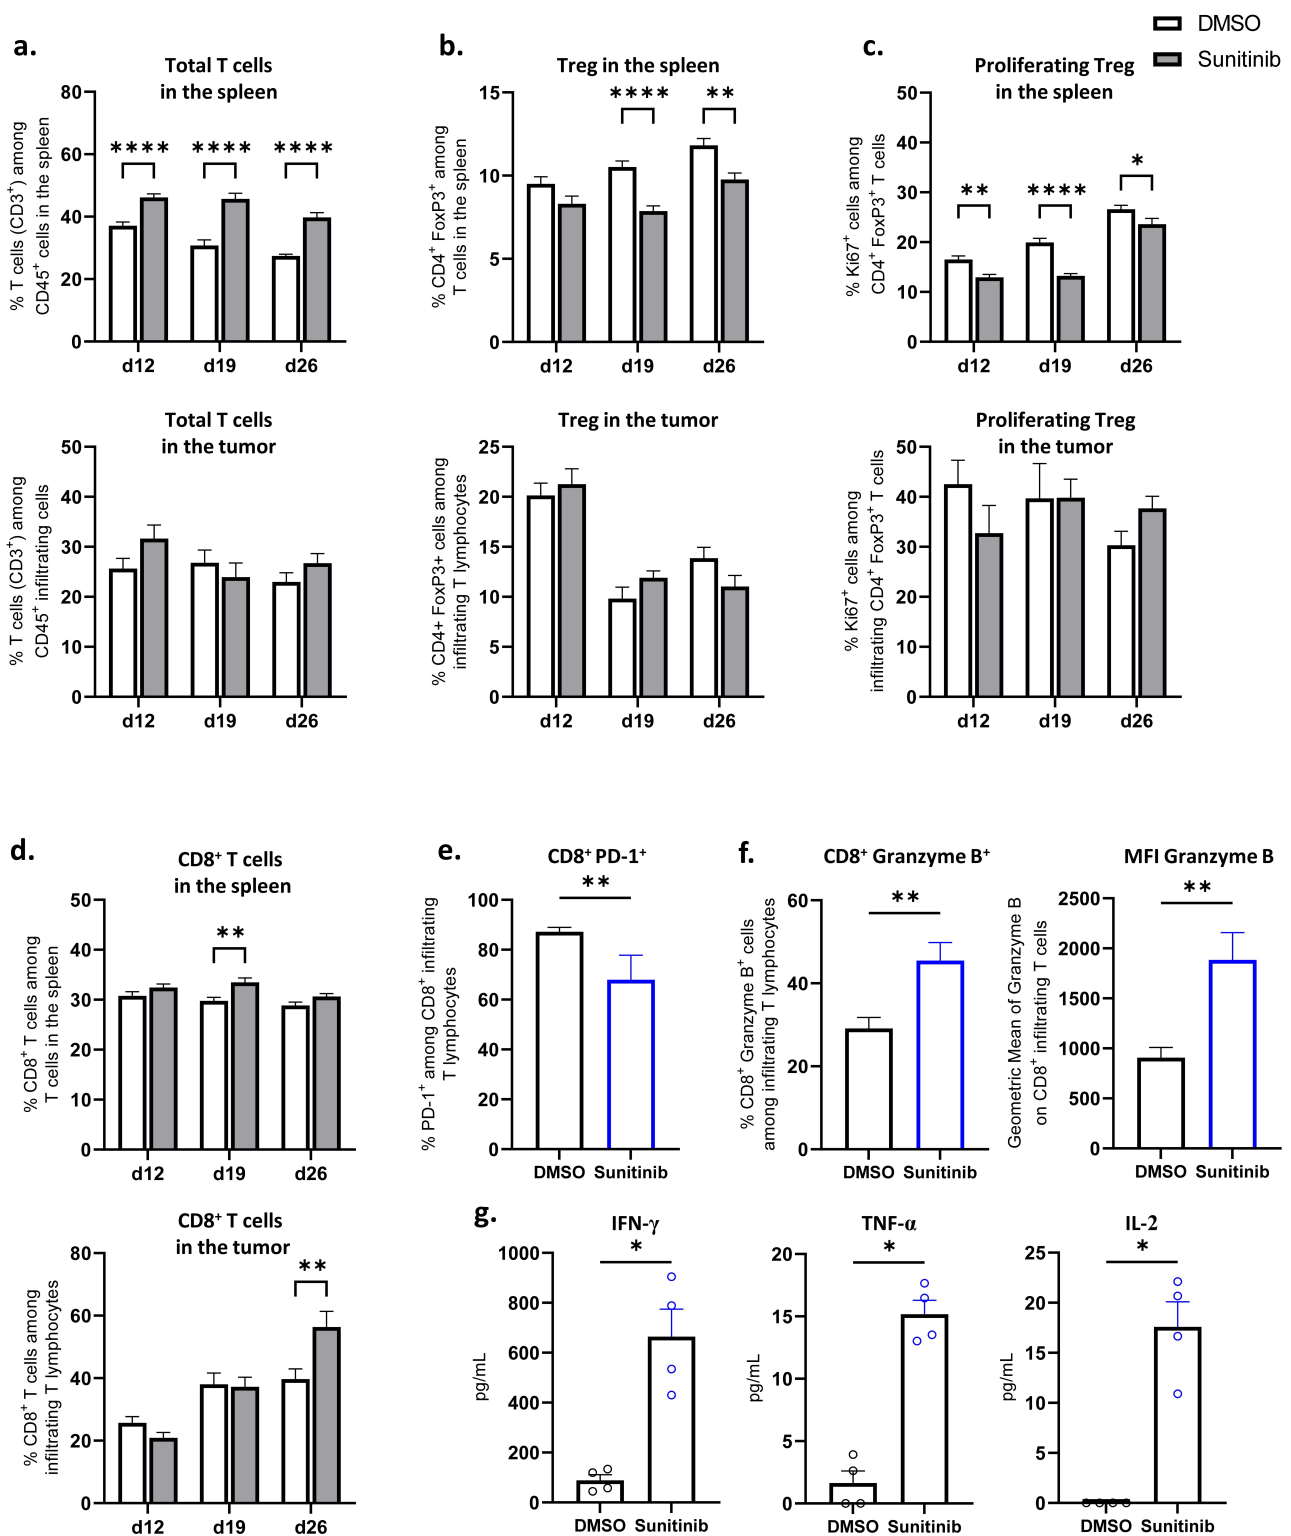 DMSO
Sunitinib
a.
Total T cells
in the spleen
% T cells (CD3⁺) among
CD45⁺ cells in the spleen
80
60
40
20
0
****
****
****
d12
d19
d26
b.
Treg in the spleen
% CD4⁺ FoxP3⁺ among
T cells in the spleen
15
10
5
0
****
**
d12
d19
d26
c.
Proliferating Treg
in the spleen
% Ki67⁺ cells among
CD4⁺ FoxP3⁺ T cells
50
40
30
20
10
0
**
****
*
d12
d19
d26
Total T cells
in the tumor
% T cells (CD3⁺) among
CD45⁺ infiltrating cells
50
40
30
20
10
0
d12
d19
d26
Treg in the tumor
% CD4+ FoxP3+ cells among
infiltrating T lymphocytes
25
20
15
10
5
0
d12
d19
d26
Proliferating Treg
in the tumor
% Ki67⁺ cells among
infiltrating CD4⁺ FoxP3⁺ T cells
50
40
30
20
10
0
d12
d19
d26
d.
CD8⁺ T cells
in the spleen
% CD8⁺ T cells among
T cells in the spleen
50
40
30
20
10
0
**
d12
d19
d26
e.
CD8⁺ PD-1⁺
% PD-1⁺ among CD8⁺ infiltrating
T lymphocytes
100
80
60
40
20
0
**
DMSO
Sunitinib
f.
CD8⁺ Granzyme B⁺
% CD8⁺ Granzyme B⁺ cells
among infiltrating T lymphocytes
60
40
20
0
**
DMSO
Sunitinib
MFI Granzyme B
Geometric Mean of Granzyme B
on CD8⁺ infiltrating T cells
2500
2000
1500
1000
500
0
**
DMSO
Sunitinib
CD8⁺ T cells
in the tumor
% CD8⁺ T cells among
infiltrating T lymphocytes
80
60
40
20
0
**
d12
d19
d26
g.
IFN-γ
pg/mL
1000
800
600
400
200
0
*
DMSO
Sunitinib
TNF-α
pg/mL
20
15
10
5
0
*
DMSO
Sunitinib
IL-2
pg/mL
25
20
15
10
5
0
*
DMSO
Sunitinib